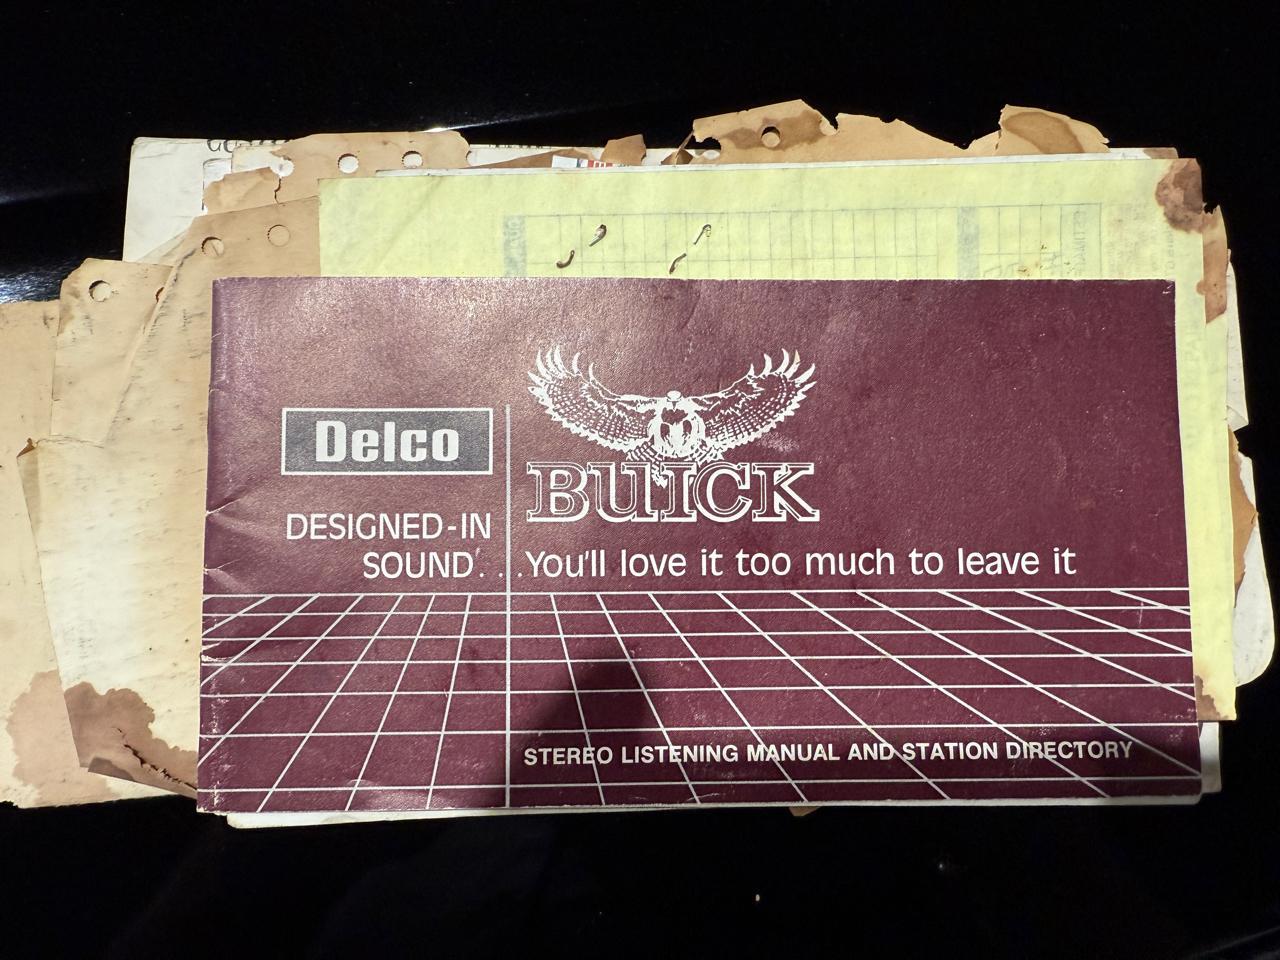 Delco
DESIGNED-IN
SOUND. . .
BUICK
You'll love it too much to leave it
STEREO LISTENING MANUAL AND STATION DIRECTORY